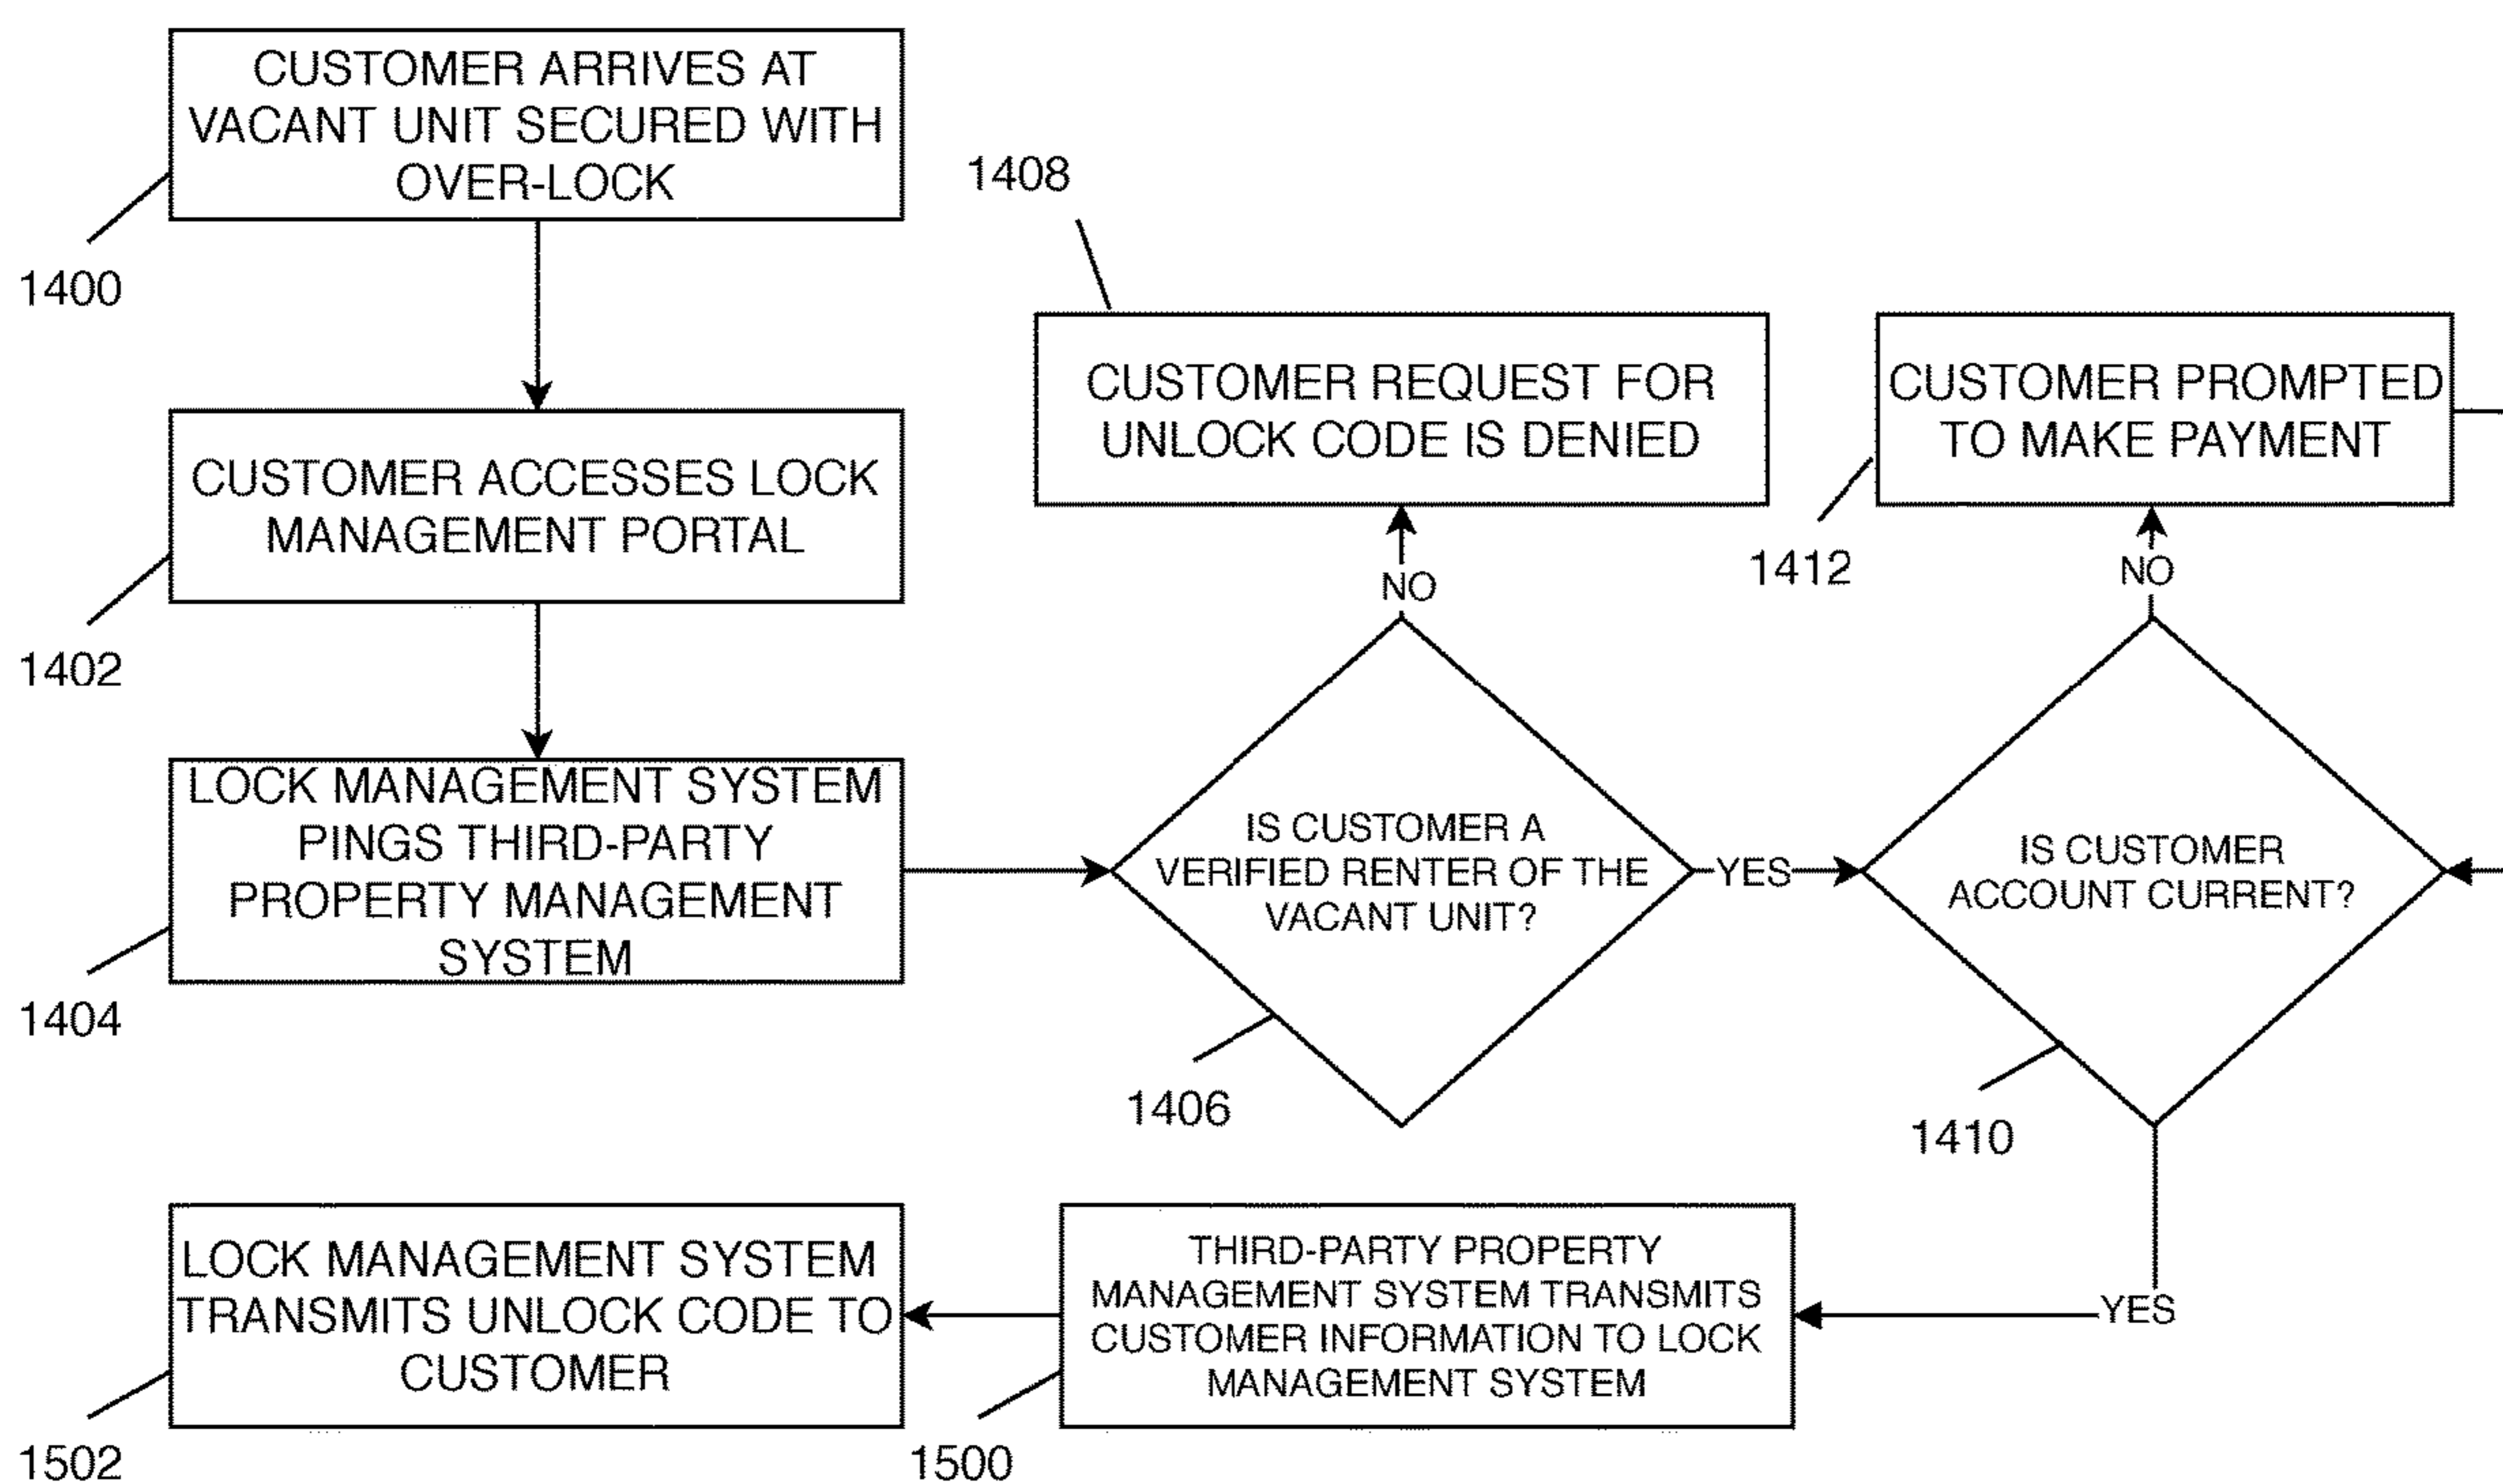 CUSTOMER ARRIVES AT
VACANT UNIT SECURED WITH
OVER-LOCK
1400
CUSTOMER ACCESSES LOCK
MANAGEMENT PORTAL
1402
LOCK MANAGEMENT SYSTEM
PINGS THIRD-PARTY
PROPERTY MANAGEMENT
SYSTEM
1404
IS CUSTOMER A
VERIFIED RENTER OF THE
VACANT UNIT?
1406
NO
1408
CUSTOMER REQUEST FOR
UNLOCK CODE IS DENIED
YES
IS CUSTOMER
ACCOUNT CURRENT?
1410
NO
CUSTOMER PROMPTED
TO MAKE PAYMENT
1412
YES
THIRD-PARTY PROPERTY
MANAGEMENT SYSTEM TRANSMITS
CUSTOMER INFORMATION TO LOCK
MANAGEMENT SYSTEM
1500
LOCK MANAGEMENT SYSTEM
TRANSMITS UNLOCK CODE TO
CUSTOMER
1502